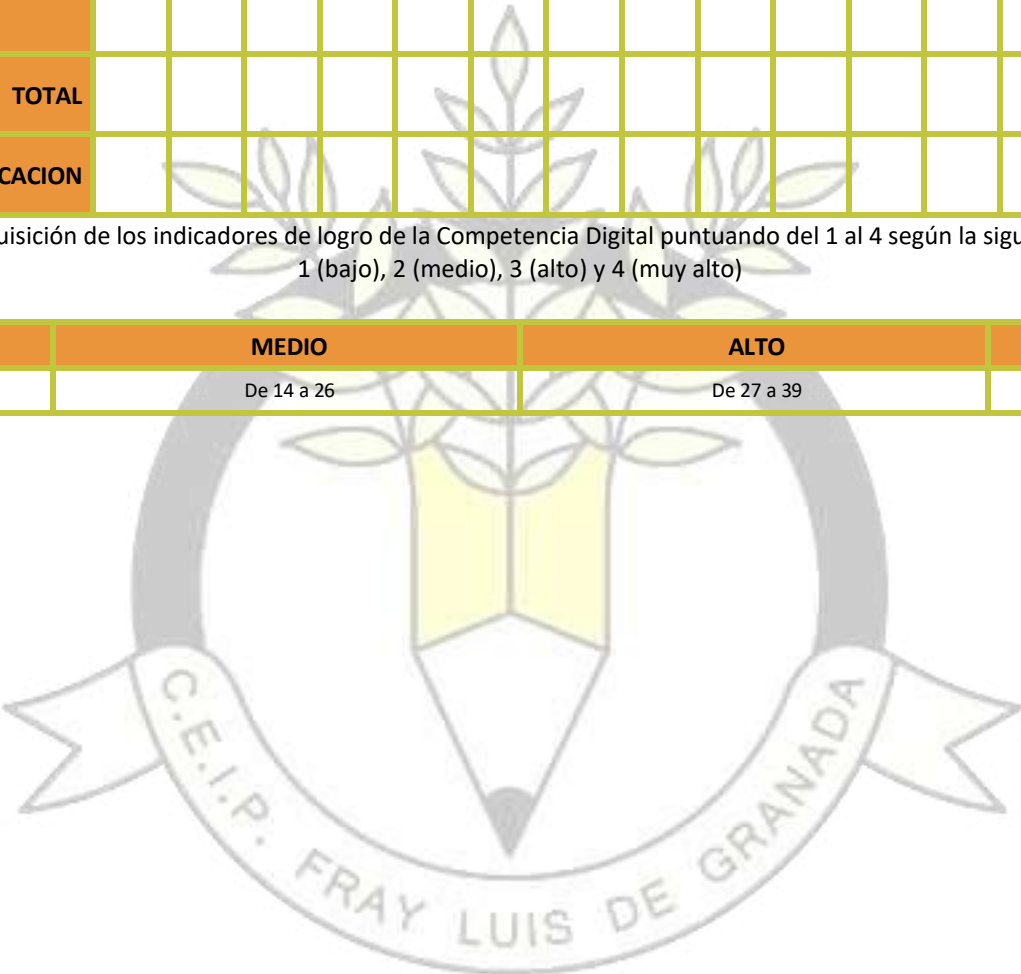 TOTAL
CACION
uisición de los indicadores de logro de la Competencia Digital puntuando del 1 al 4 según la sigu
1 (bajo), 2 (medio), 3 (alto) y 4 (muy alto)
MEDIO ALTO
De 14 a 26 De 27 a 39
C.E.I.P. FRAY LUIS DE GRANADA